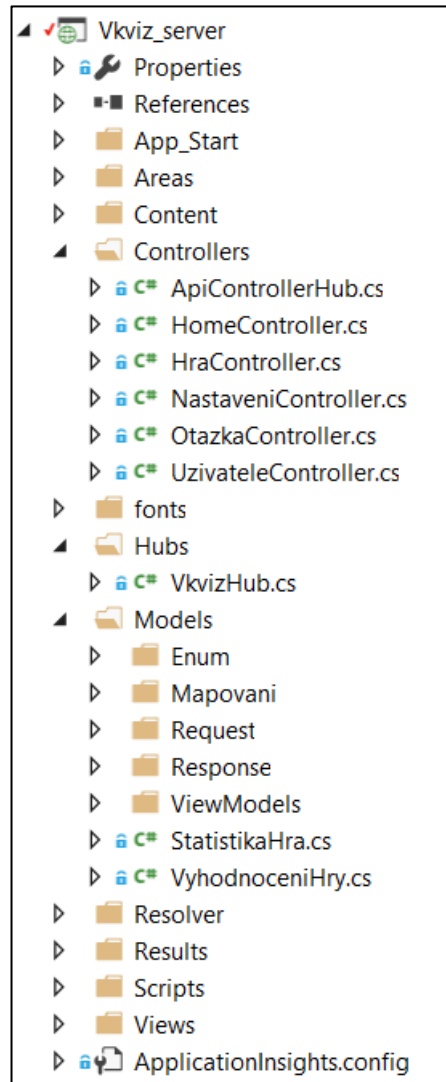 Vkviz_server
Properties
References
App_Start
Areas
Content
Controllers
C# ApiControllerHub.cs
C# HomeController.cs
C# HraController.cs
C# NastaveniController.cs
C# OtazkaController.cs
C# UzivateleController.cs
fonts
Hubs
C# VkvizHub.cs
Models
Enum
Mapovani
Request
Response
ViewModels
C# StatistikaHra.cs
C# VyhodnoceniHry.cs
Resolver
Results
Scripts
Views
ApplicationInsights.config